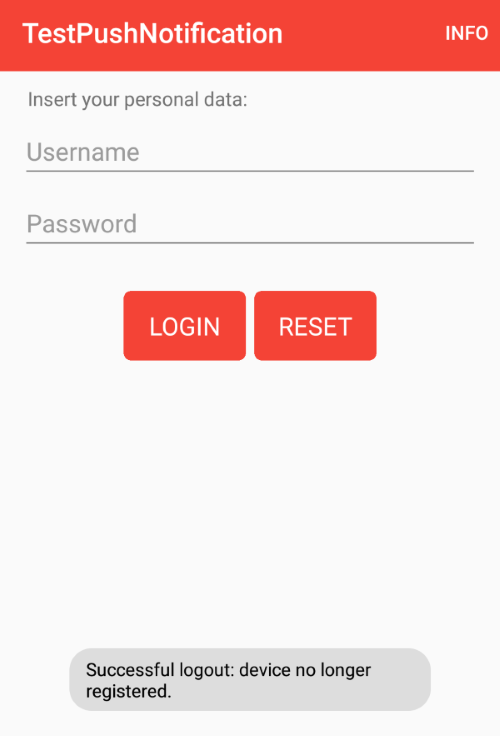 TestPushNotification INFO
Insert your personal data:
Username
Password
LOGIN RESET
Successful logout: device no longer
registered.